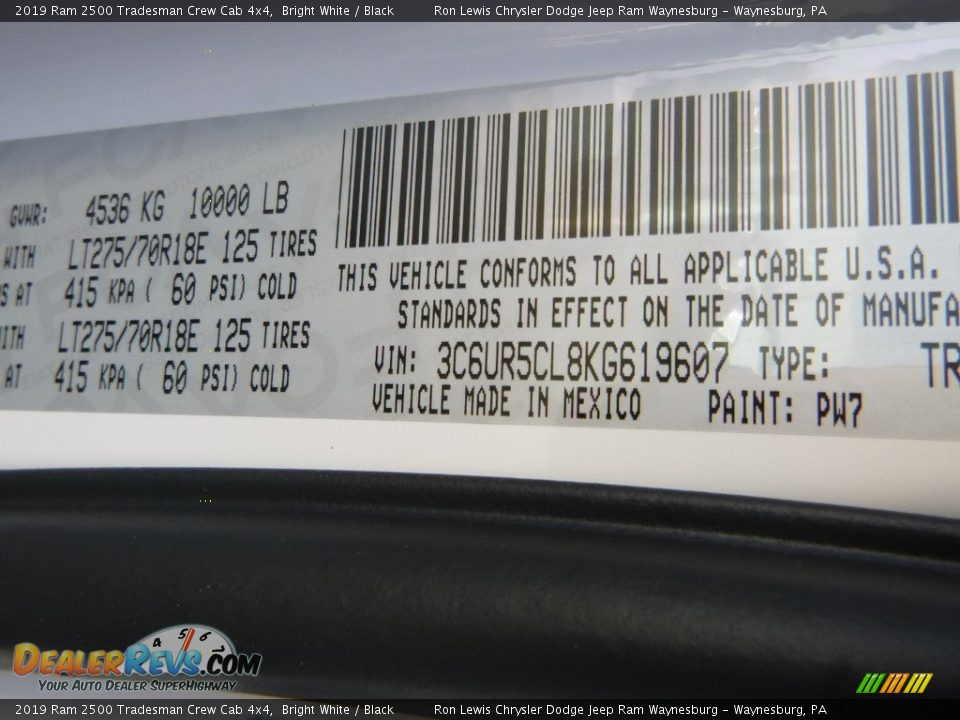 2019 Ram 2500 Tradesman Crew Cab 4x4,  Bright White / Black          Ron Lewis Chrysler Dodge Jeep Ram Waynesburg - Waynesburg, PA
GVWR: 4536 KG 10000 LB
WITH LT275/70R18E 125 TIRES
AT 415 KPA ( 60 PSI) COLD
LT275/70R18E 125 TIRES
AT 415 KPA ( 60 PSI) COLD
THIS VEHICLE CONFORMS TO ALL APPLICABLE U.S.A.
STANDARDS IN EFFECT ON THE DATE OF MANUFA
VIN: 3C6UR5CL8KG619607 TYPE: TR
VEHICLE MADE IN MEXICO PAINT: PW7
4 5 6
DEALERREVS.COM
YOUR AUTO DEALER SUPERHIGHWAY
2019 Ram 2500 Tradesman Crew Cab 4x4,  Bright White / Black          Ron Lewis Chrysler Dodge Jeep Ram Waynesburg - Waynesburg, PA